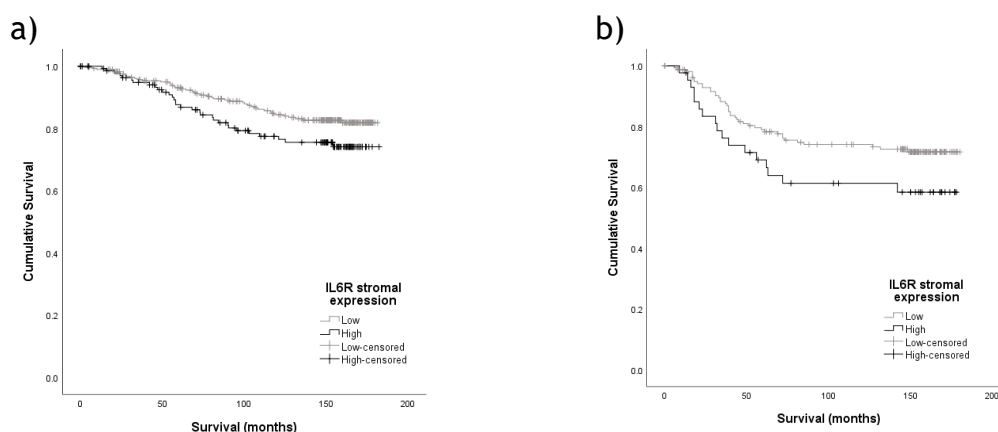 a)
1.0
0.8
0.6
0.4
0.2
0.0
Cumulative Survival
0 50 100 150 200
Survival (months)
IL6R stromal
expression
Low
High
Low-censored
High-censored
b)
1.0
0.8
0.6
0.4
0.2
0.0
Cumulative Survival
0 50 100 150 200
Survival (months)
IL6R stromal
expression
Low
High
Low-censored
High-censored